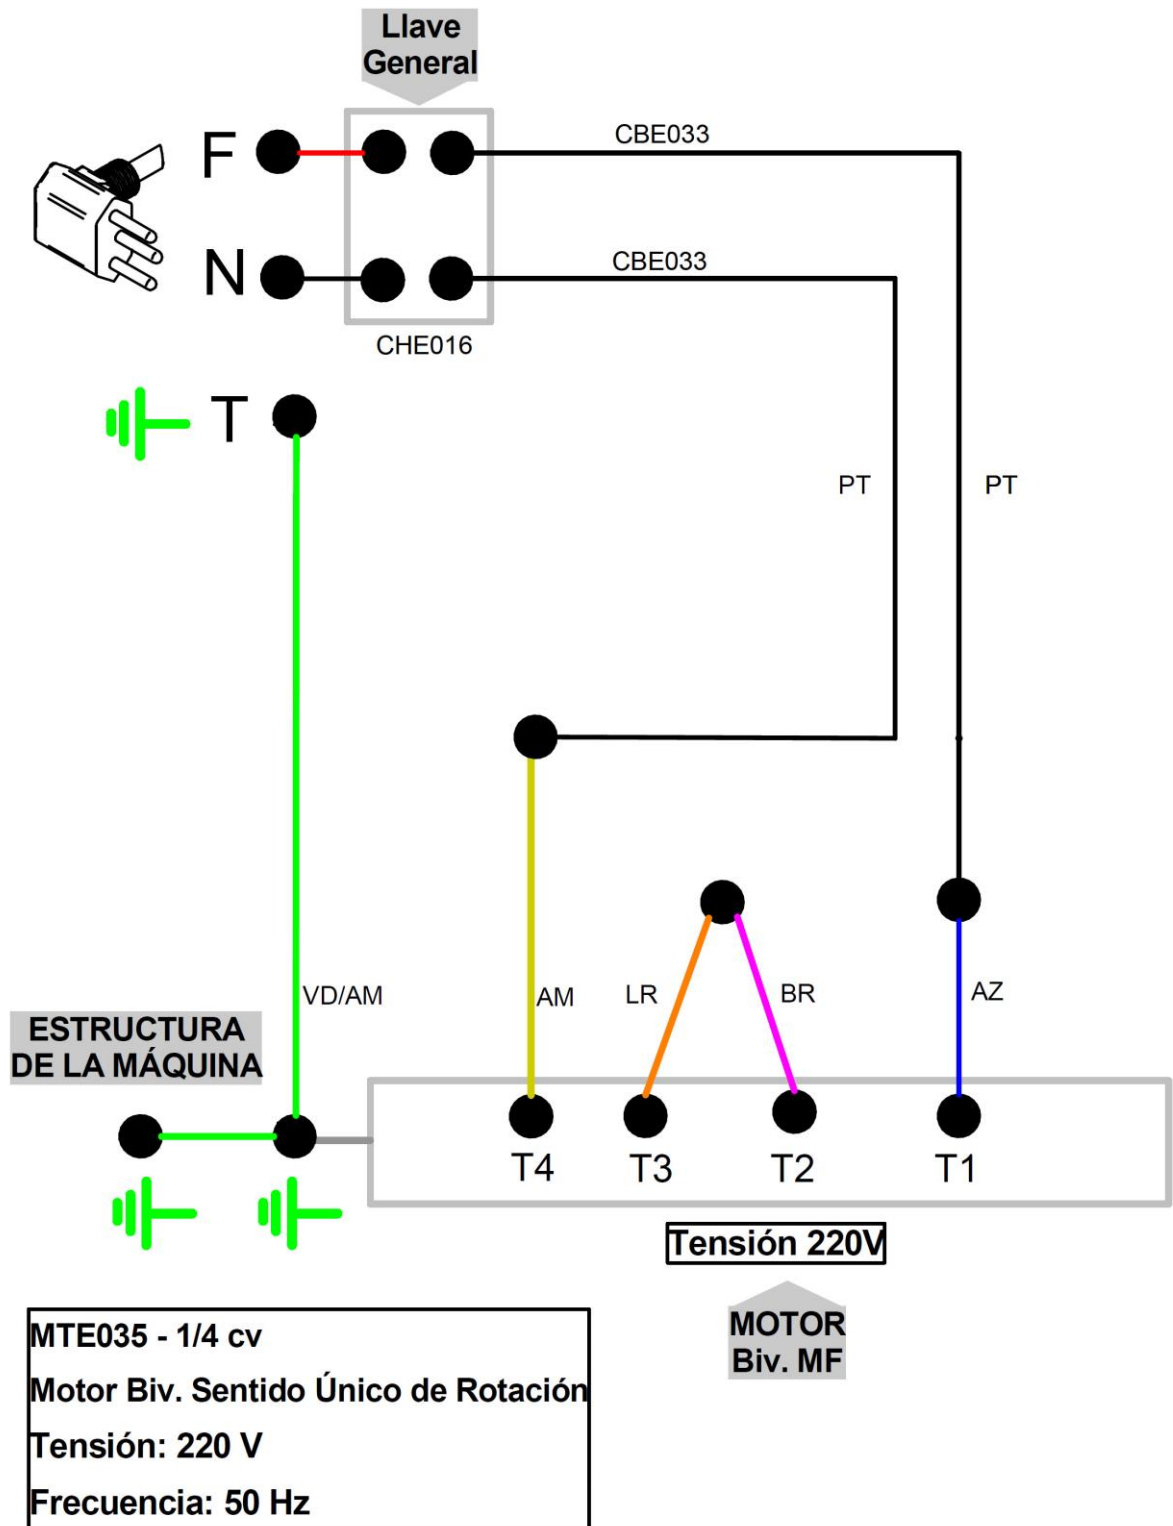 Llave
General
F
CBE033
N
CBE033
CHE016
T
PT
PT
VD/AM
AM
LR
BR
AZ
ESTRUCTURA
DE LA MÁQUINA
T4
T3
T2
T1
Tensión 220V
MOTOR
Biv. MF
MTE035 - 1/4 cv
Motor Biv. Sentido Único de Rotación
Tensión: 220 V
Frecuencia: 50 Hz